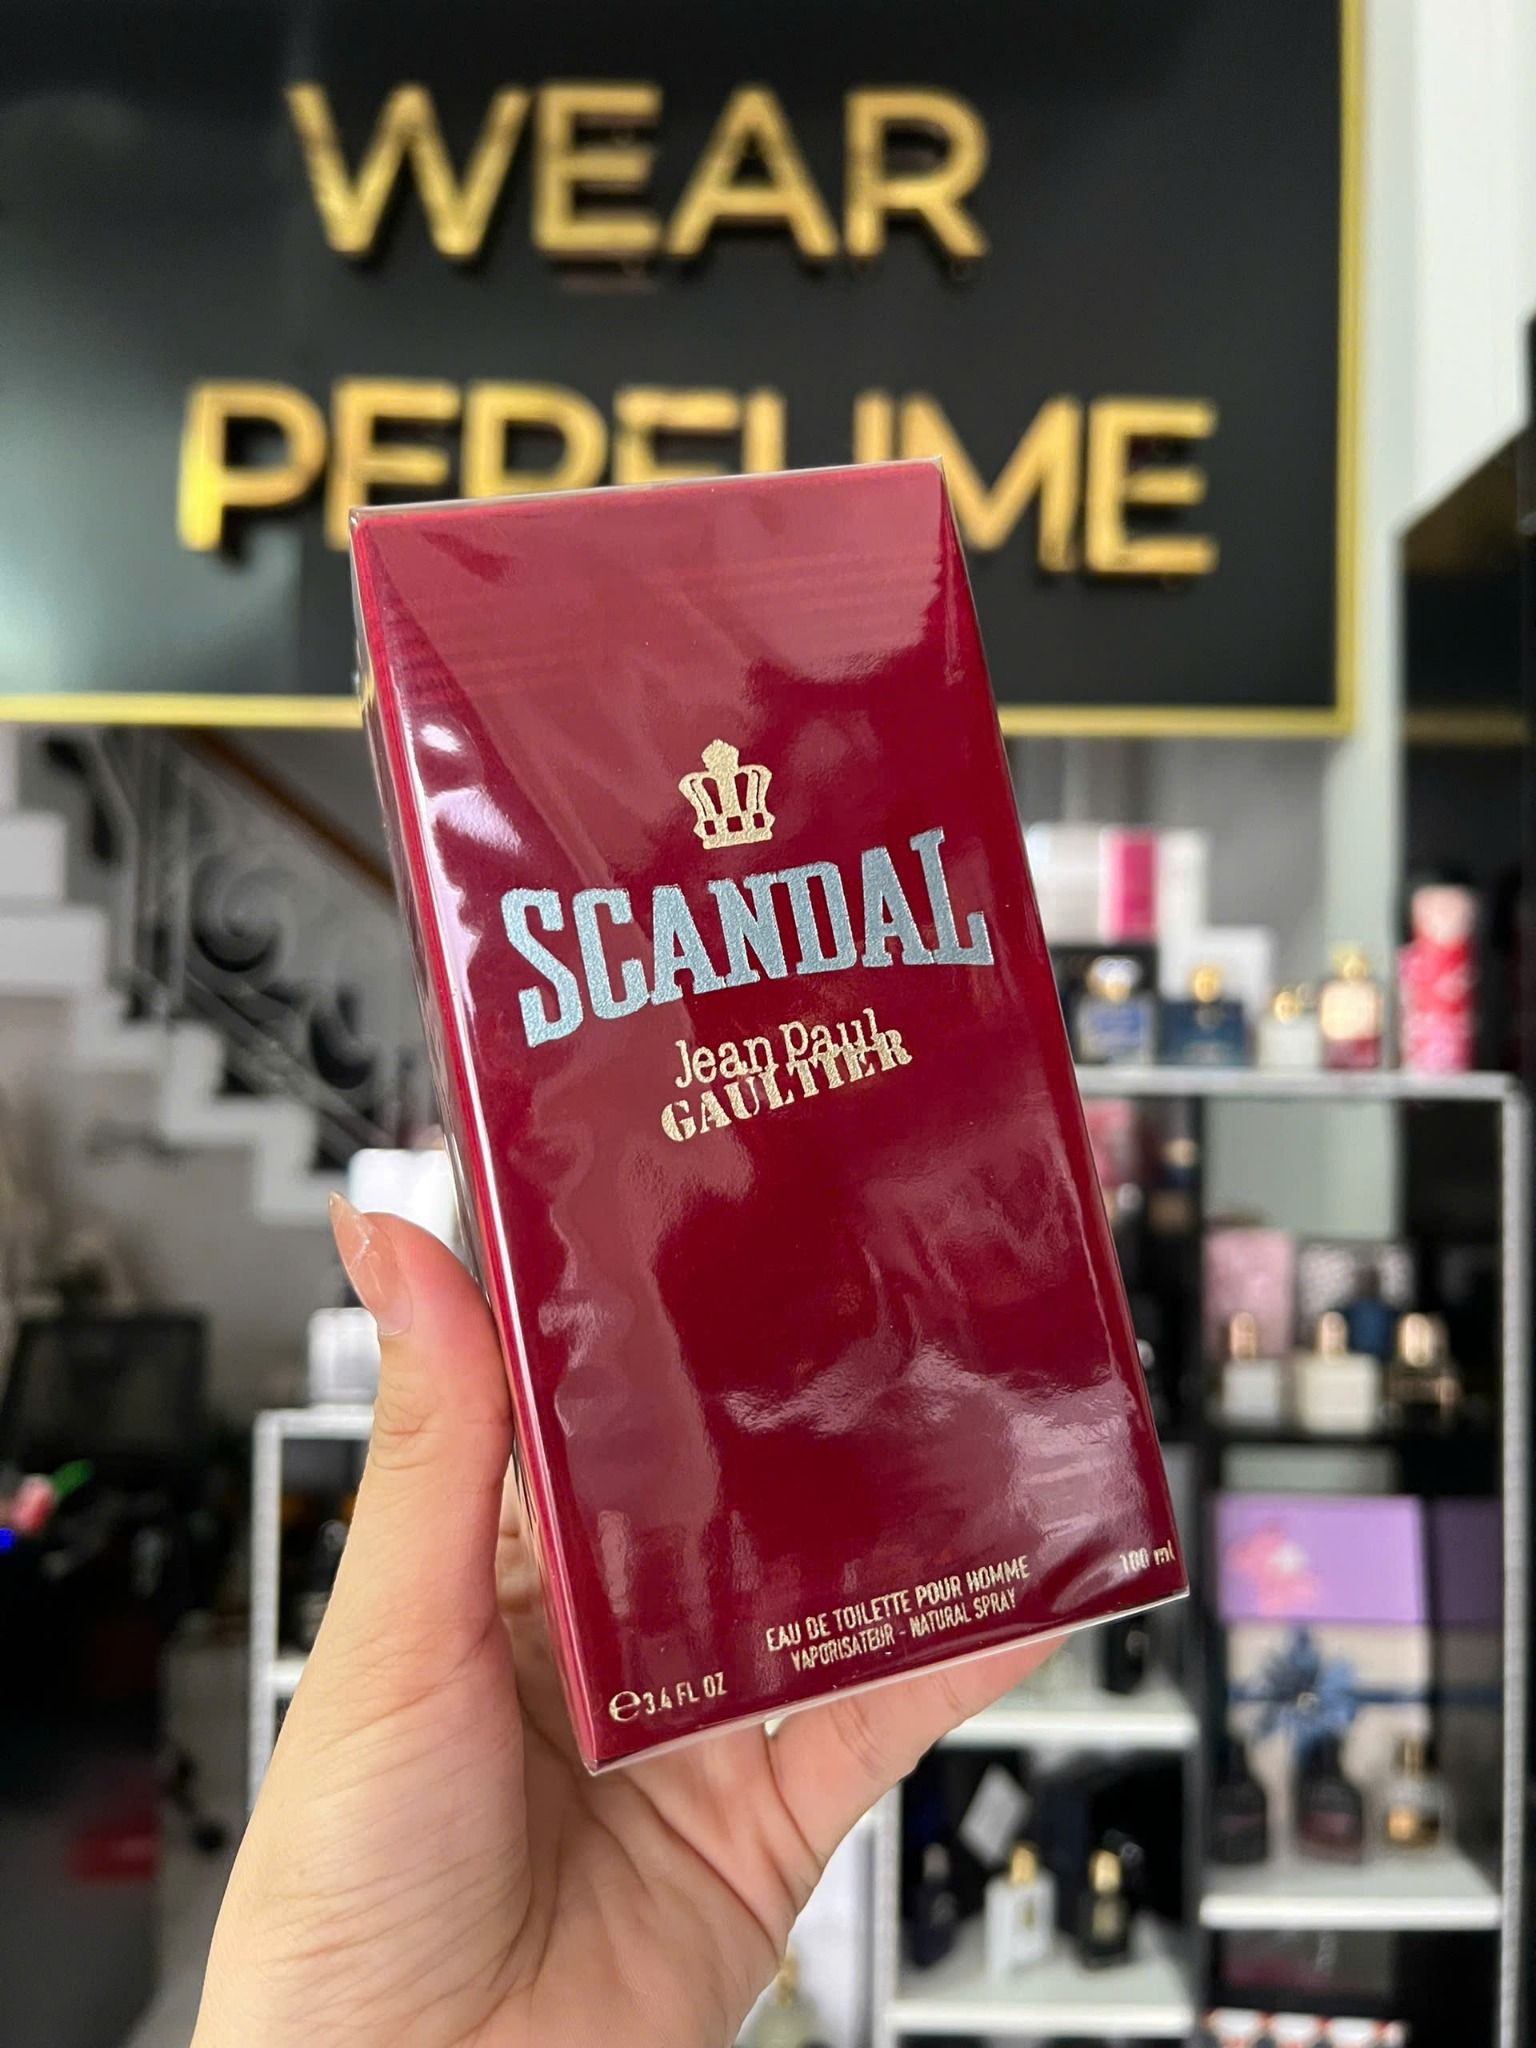 WEAR
PERFUME
SCANDAL
Jean Paul
GAULTIER
100 ml
EAU DE TOILETTE POUR HOMME
VAPORISATEUR - NATURAL SPRAY
e 3.4 FL OZ